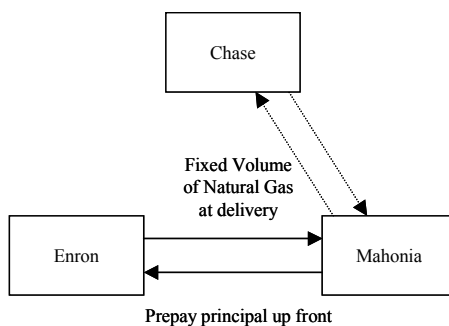 Chase
Fixed Volume
of Natural Gas
at delivery
Enron
Mahonia
Prepay principal up front